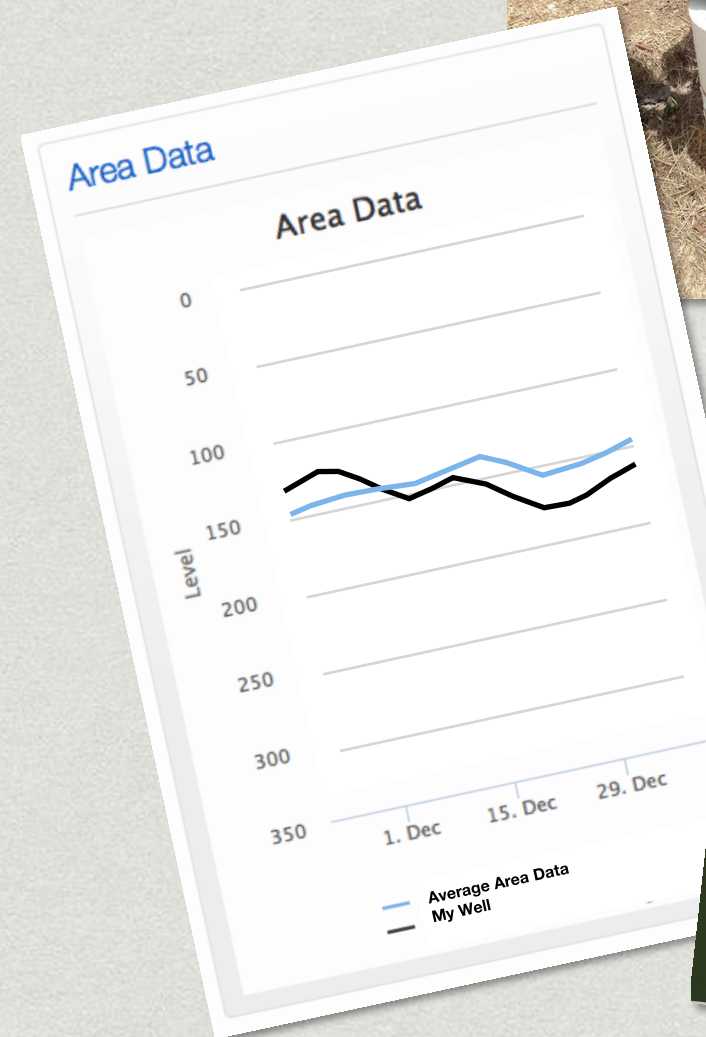 Area Data
Area Data
0
50
100
150
Level
200
250
300
350
1. Dec
15. Dec
29. Dec
Average Area Data
My Well